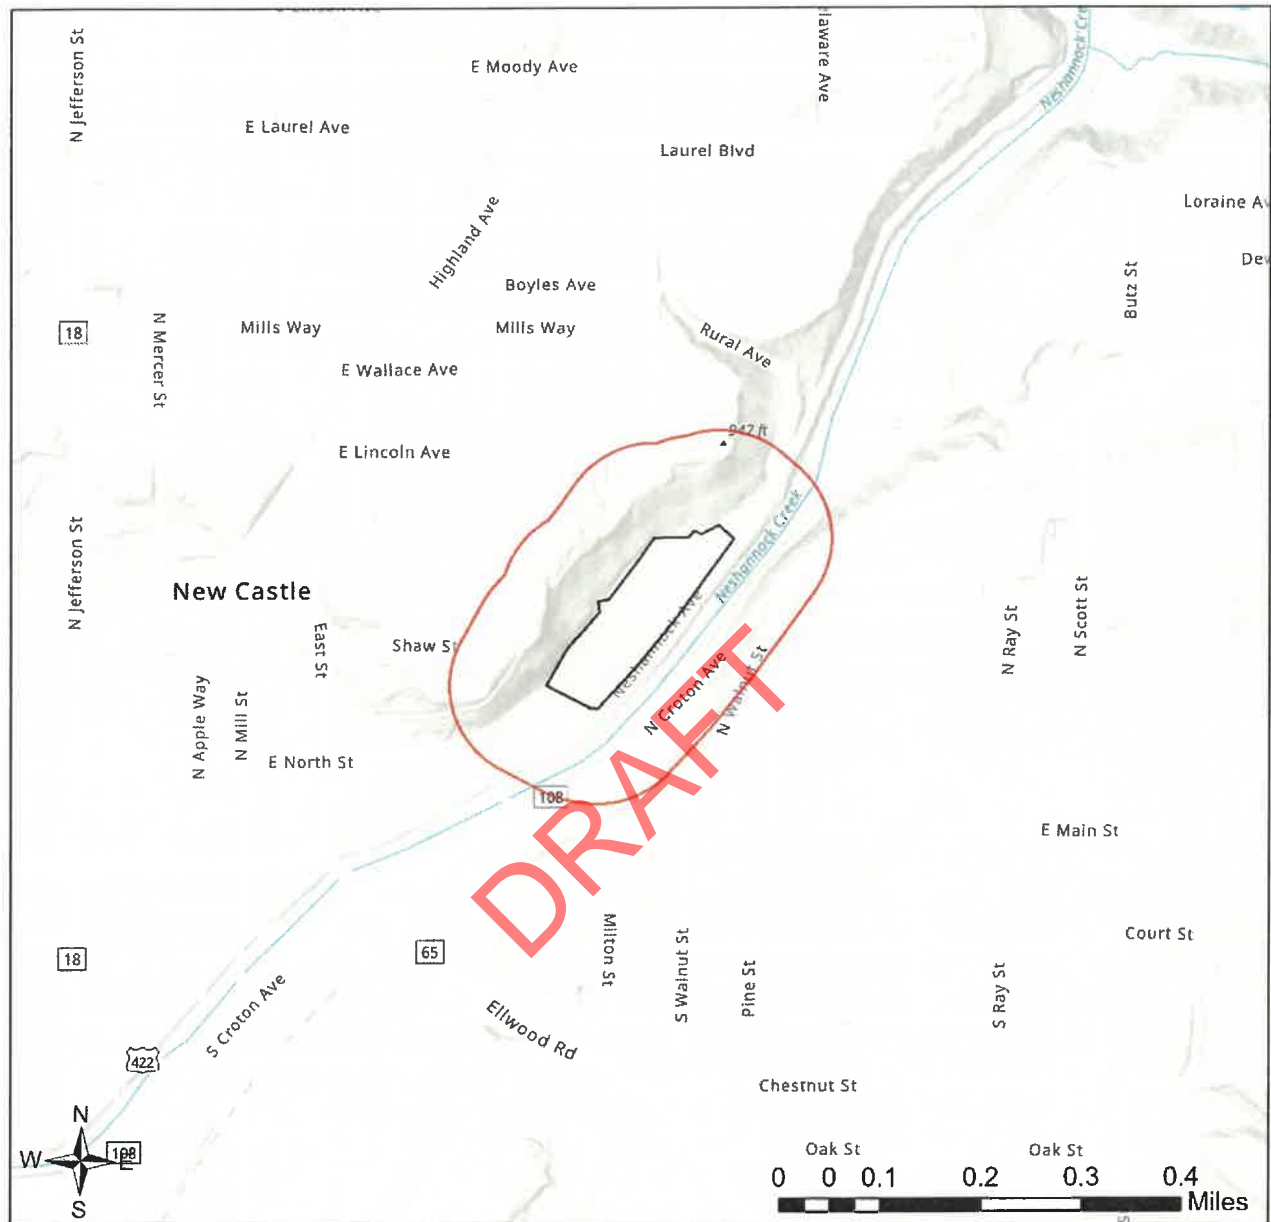 E Moody Ave
N Jefferson St
E Laurel Ave
Laurel Blvd
Neshannock Cre
Highland Ave
Loraine Av
Boyles Ave
Dew
Butz St
18
N Mercer St
Mills Way
Mills Way
Rural Ave
E Wallace Ave
942 ft
E Lincoln Ave
Neshannock Creek
N Jefferson St
New Castle
East St
Shaw St
Neshannock Ave
N Ray St
N Scott St
N Apple Way
N Mill St
N Croton Ave
N Walnut St
E North St
108
DRAFT
E Main St
18
65
Milton St
S Walnut St
Pine St
S Ray St
Court St
S Croton Ave
Ellwood Rd
422
Chestnut St
N
W
E
S
108
Oak St
Oak St
0 0 0.1 0.2 0.3 0.4
Miles